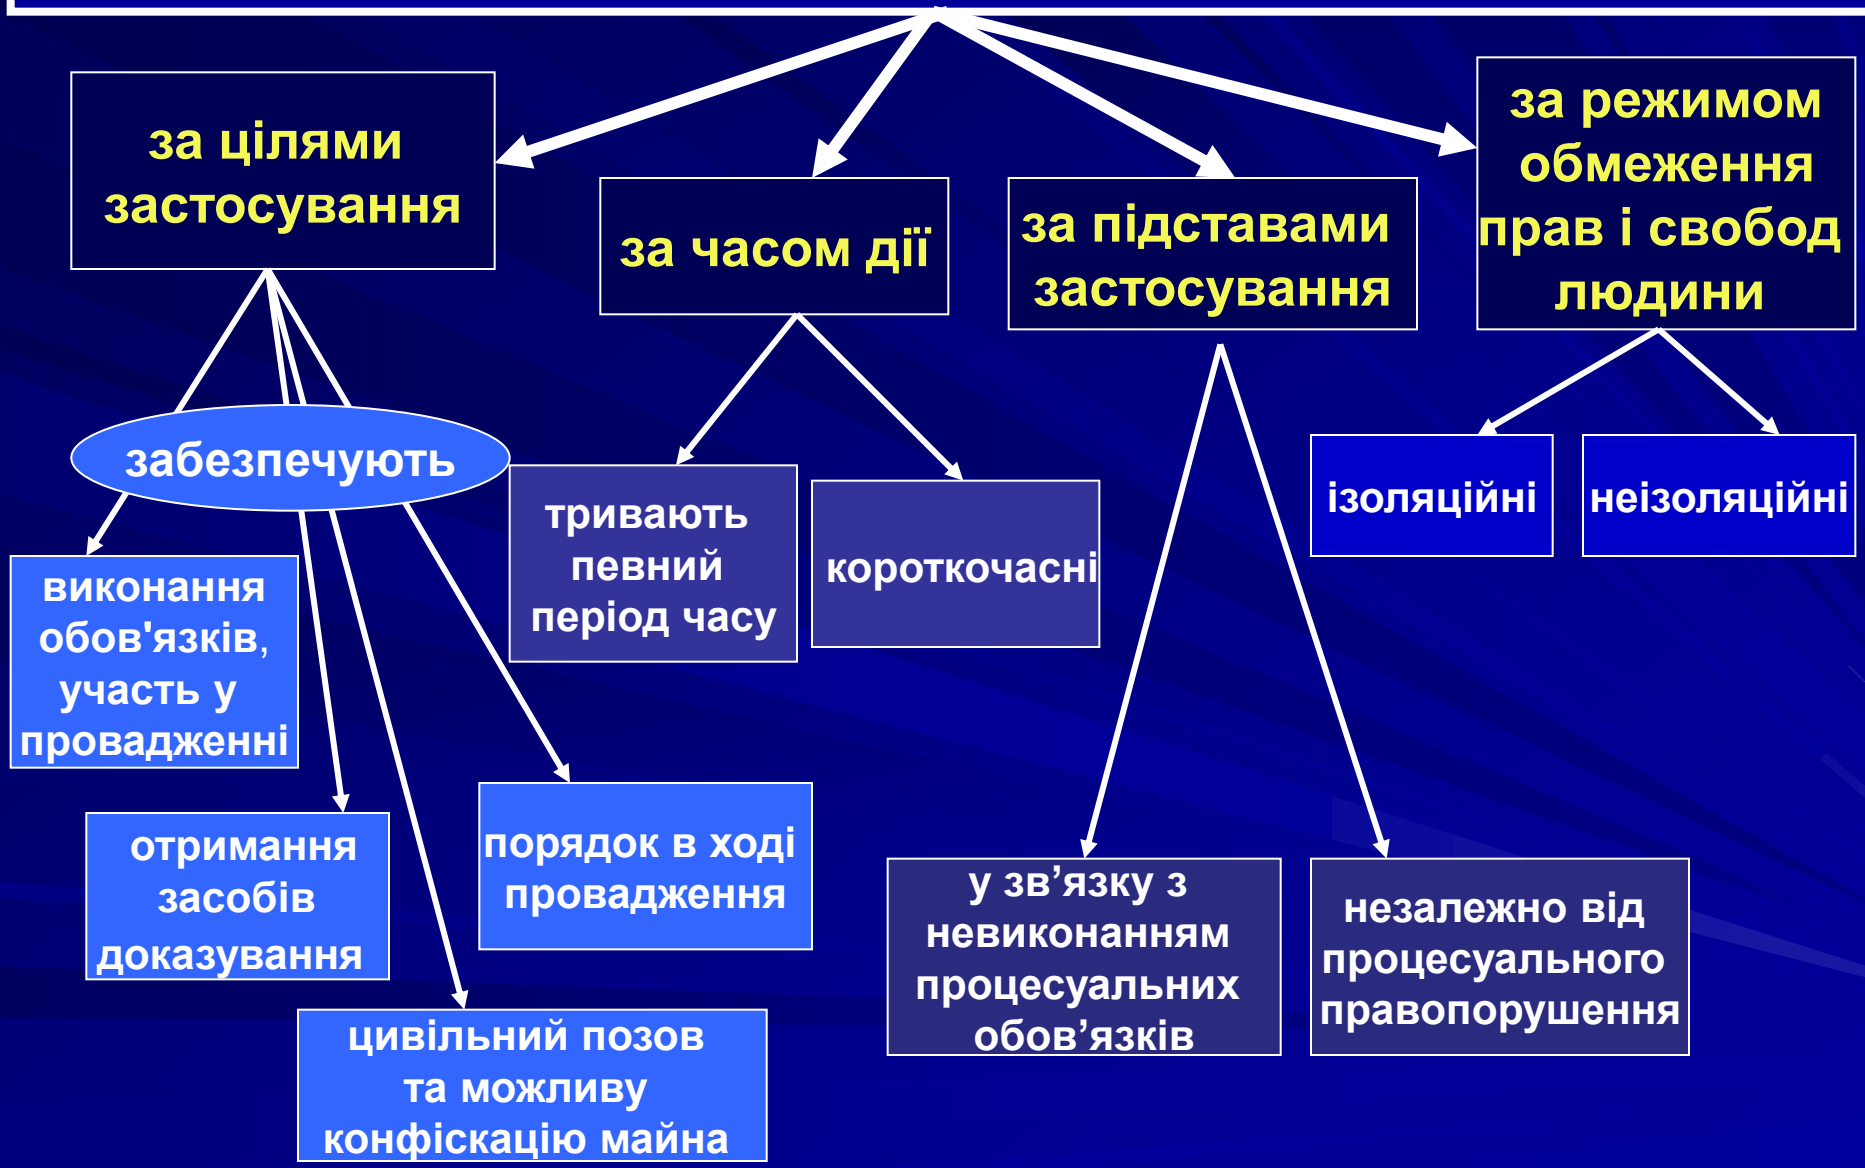 за цілями
застосування
за часом дії
за підставами
застосування
за режимом
обмеження
прав і свобод
людини
забезпечують
виконання
обов'язків,
участь у
провадженні
отримання
засобів
доказування
цивільний позов
та можливу
конфіскацію майна
порядок в ході
провадження
тривають
певний
період часу
короткочасні
у зв’язку з
невиконанням
процесуальних
обов’язків
незалежно від
процесуального
правопорушення
ізоляційні
неізоляційні